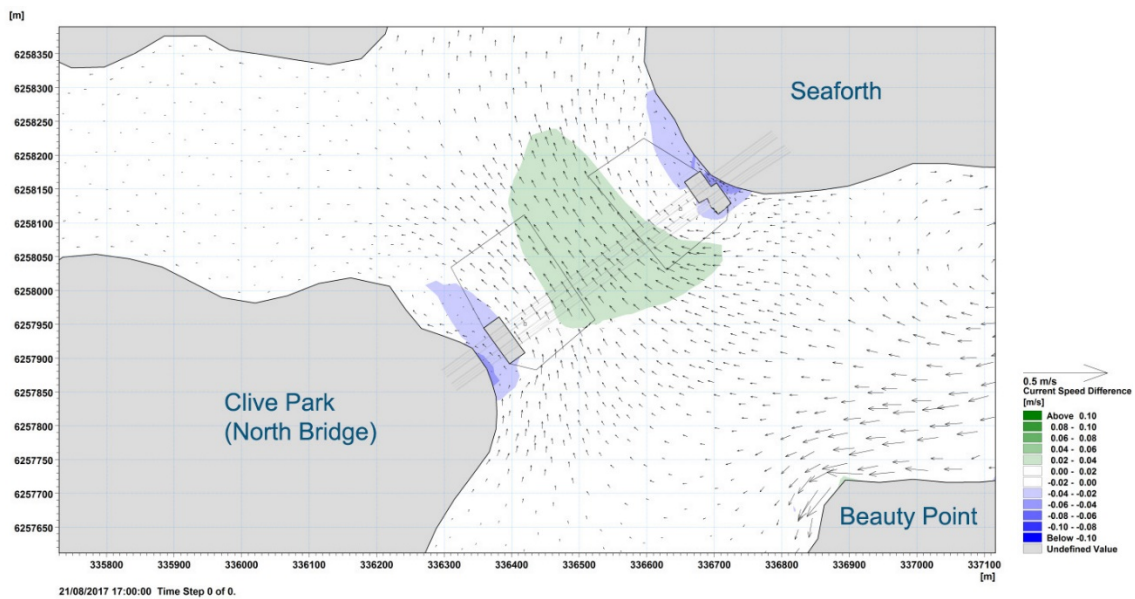 [m]
6258350
6258300
6258250
6258200
6258150
6258100
6258050
6258000
6257950
6257900
6257850
6257800
6257750
6257700
6257650
Seaforth
Clive Park
(North Bridge)
Beauty Point
0.5 m/s
Current Speed Difference
[m/s]
Above 0.10
0.08 - 0.10
0.06 - 0.08
0.04 - 0.06
0.02 - 0.04
0.00 - 0.02
-0.02 - 0.00
-0.04 - -0.02
-0.06 - -0.04
-0.08 - -0.06
-0.10 - -0.08
Below -0.10
Undefined Value
335800 335900 336000 336100 336200 336300 336400 336500 336600 336700 336800 336900 337000 337100
[m]
21/08/2017 17:00:00 Time Step 0 of 0.